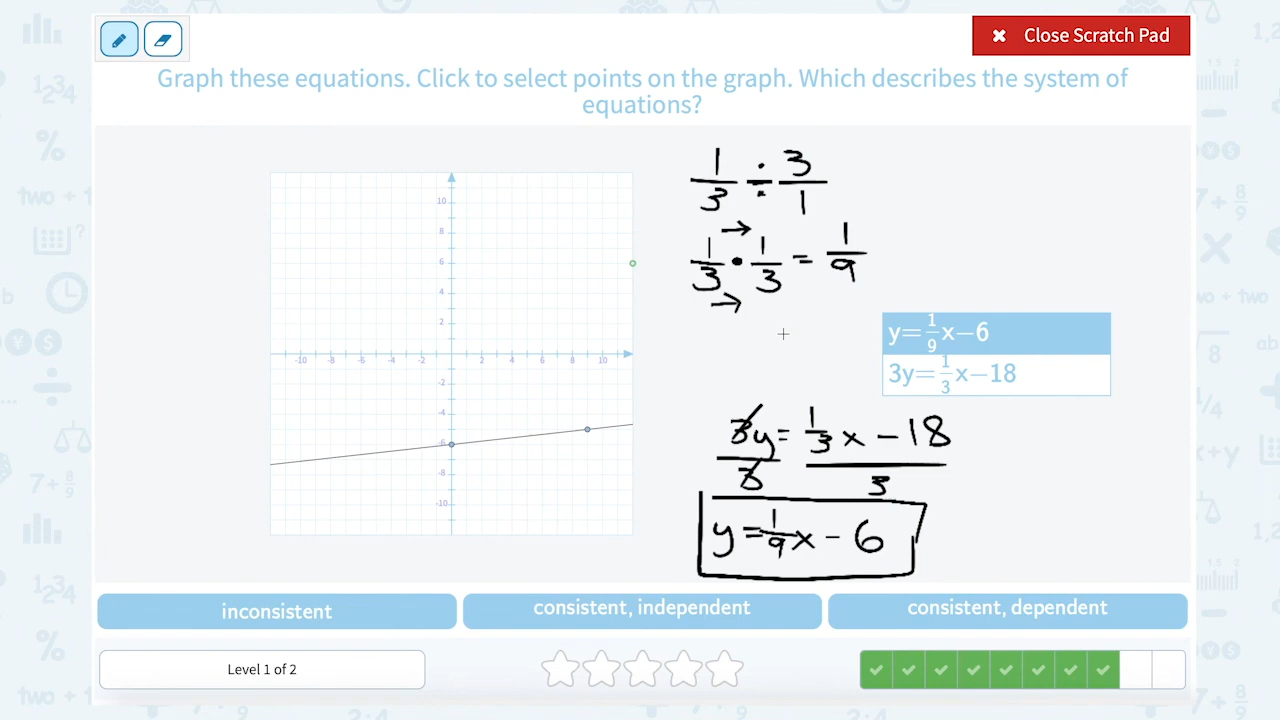 Close Scratch Pad
Graph these equations. Click to select points on the graph. Which describes the system of
equations?
1/3 ÷ 3/1
1/3 • 1/3 = 1/9
10
8
6
4
2
-10 -8 -6 -4 -2 2 4 6 8 10
-2
-4
-6
-8
-10
y=1/9x−6
3y=1/3x−18
3y/3 = 1/3x − 18/3
y = 1/9x − 6
inconsistent
consistent, independent
consistent, dependent
Level 1 of 2